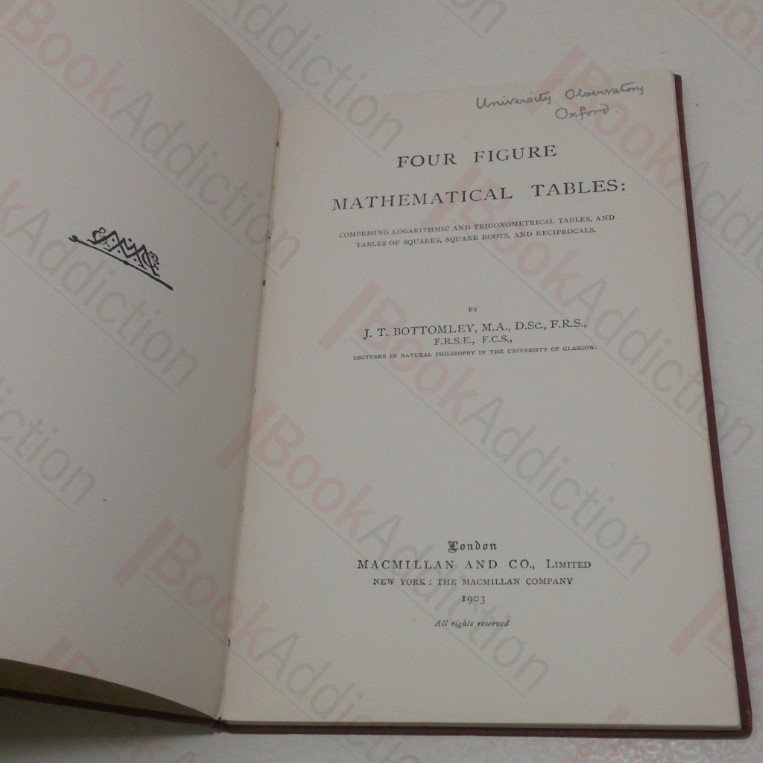 University Observatory
Oxford
FOUR FIGURE
MATHEMATICAL TABLES:
COMPRISING LOGARITHMIC AND TRIGONOMETRICAL TABLES, AND
TABLES OF SQUARES, SQUARE ROOTS, AND RECIPROCALS.
BY
J. T. BOTTOMLEY, M.A., D.Sc., F.R.S.,
F.R.S.E., F.C.S.,
LECTURER IN NATURAL PHILOSOPHY IN THE UNIVERSITY OF GLASGOW.
London
MACMILLAN AND CO., LIMITED
NEW YORK: THE MACMILLAN COMPANY
1903
All rights reserved
BookAddiction